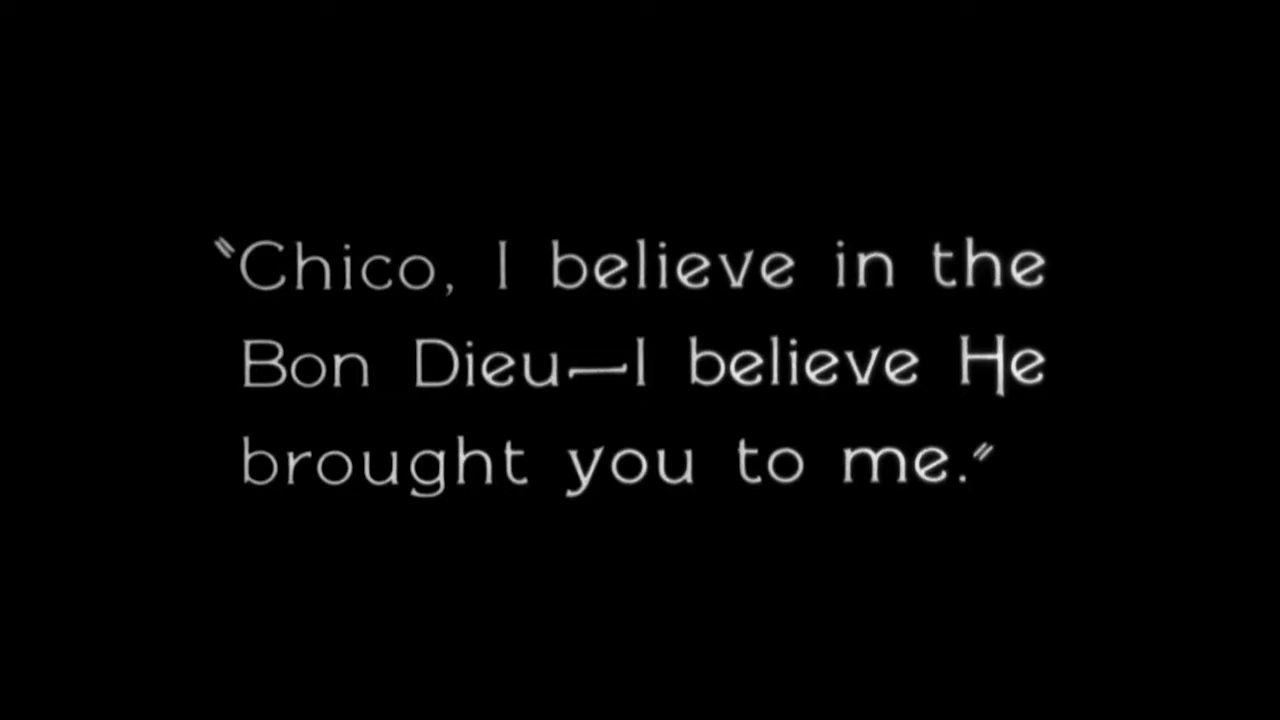 “Chico, I believe in the
Bon Dieu—I believe He
brought you to me.”